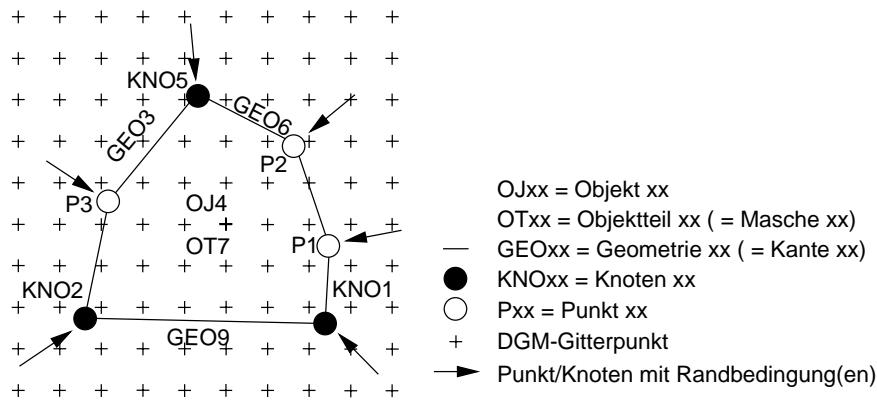 KNO5
GEO6
GEO3
P2
P3
OJ4
OT7
P1
KNO2
KNO1
GEO9
OJxx = Objekt xx
OTxx = Objektteil xx ( = Masche xx)
GEOxx = Geometrie xx ( = Kante xx)
KNOxx = Knoten xx
Pxx = Punkt xx
DGM-Gitterpunkt
Punkt/Knoten mit Randbedingung(en)